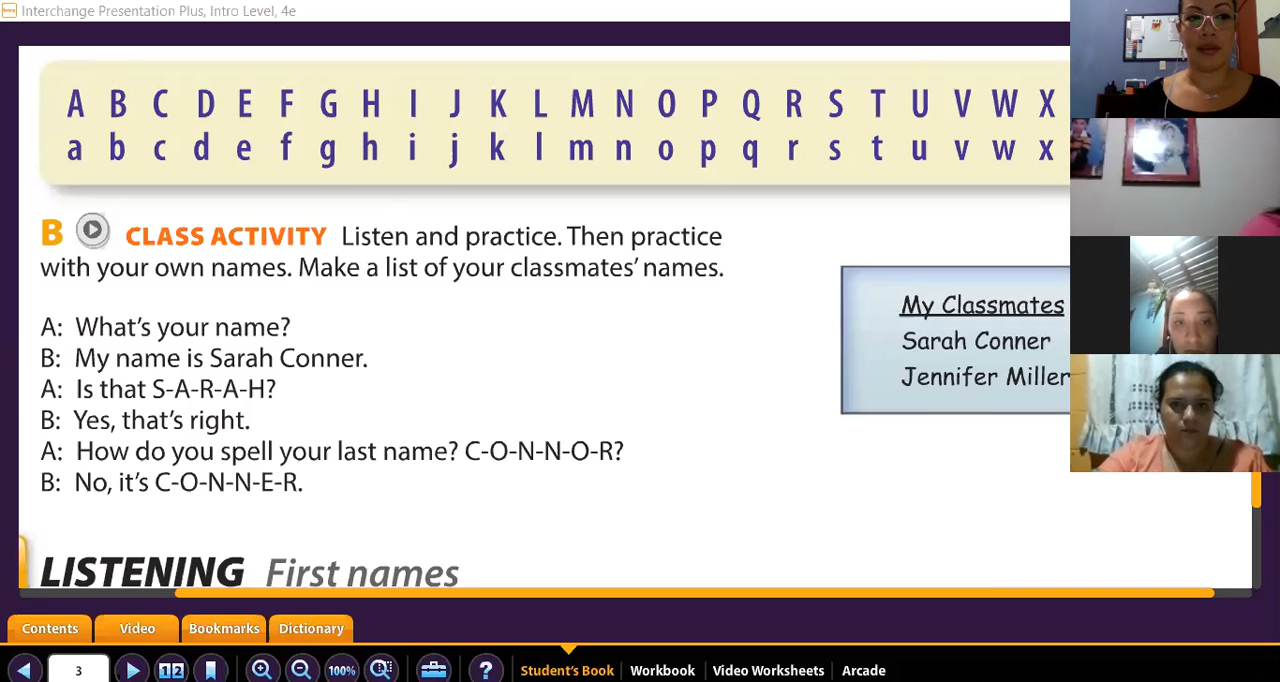 Interchange Presentation Plus, Intro Level, 4e
A B C D E F G H I J K L M N O P Q R S T U V W X
a b c d e f g h i j k l m n o p q r s t u v w x
B CLASS ACTIVITY Listen and practice. Then practice
with your own names. Make a list of your classmates' names.
A: What's your name?
B: My name is Sarah Conner.
A: Is that S-A-R-A-H?
B: Yes, that's right.
A: How do you spell your last name? C-O-N-N-O-R?
B: No, it's C-O-N-N-E-R.
My Classmates
Sarah Conner
Jennifer Miller
LISTENING First names
Contents Video Bookmarks Dictionary
3 12 100% ? Student's Book Workbook Video Worksheets Arcade